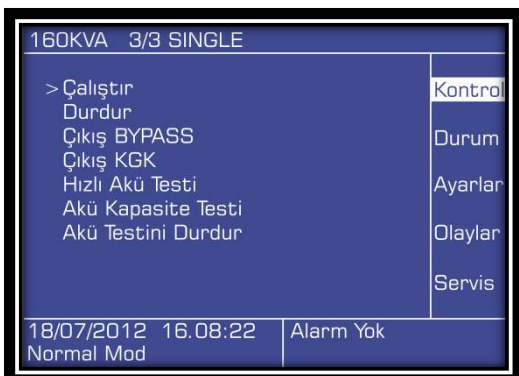 160KVA 3/3 SINGLE
> Çalıştır
Durdur
Çıkış BYPASS
Çıkış KGK
Hızlı Akü Testi
Akü Kapasite Testi
Akü Testini Durdur
Kontrol
Durum
Ayarlar
Olaylar
Servis
18/07/2012 16.08:22
Normal Mod
Alarm Yok